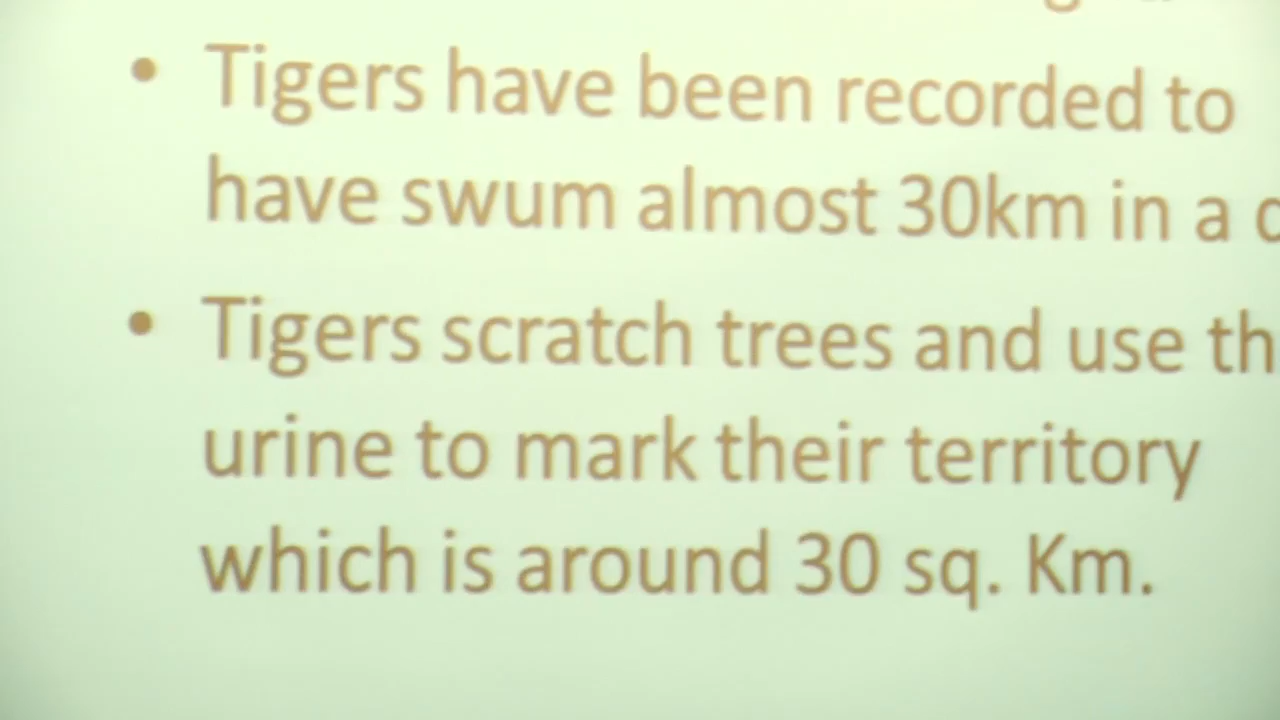 • Tigers have been recorded to
have swum almost 30km in a
• Tigers scratch trees and use
urine to mark their territory
which is around 30 sq. Km.